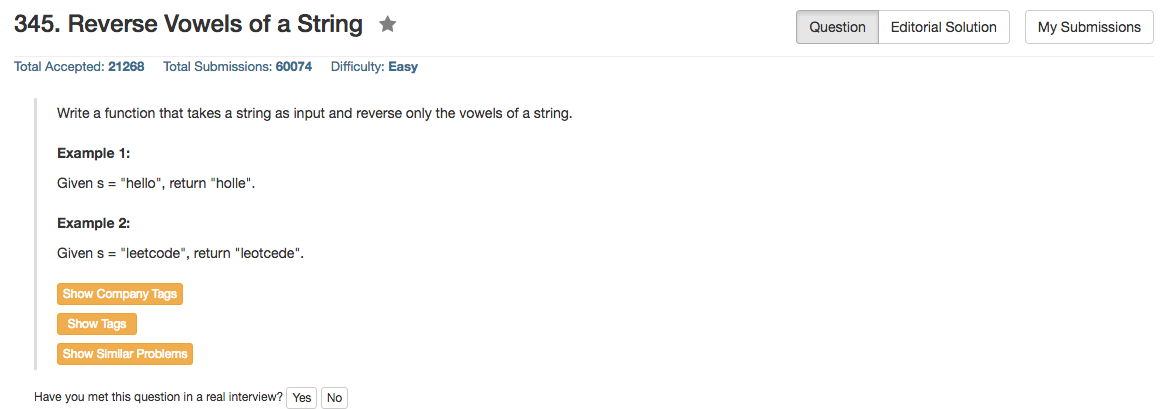 345. Reverse Vowels of a String
Question Editorial Solution My Submissions
Total Accepted: 21268 Total Submissions: 60074 Difficulty: Easy
Write a function that takes a string as input and reverse only the vowels of a string.
Example 1:
Given s = "hello", return "holle".
Example 2:
Given s = "leetcode", return "leotcede".
Show Company Tags
Show Tags
Show Similar Problems
Have you met this question in a real interview? Yes No